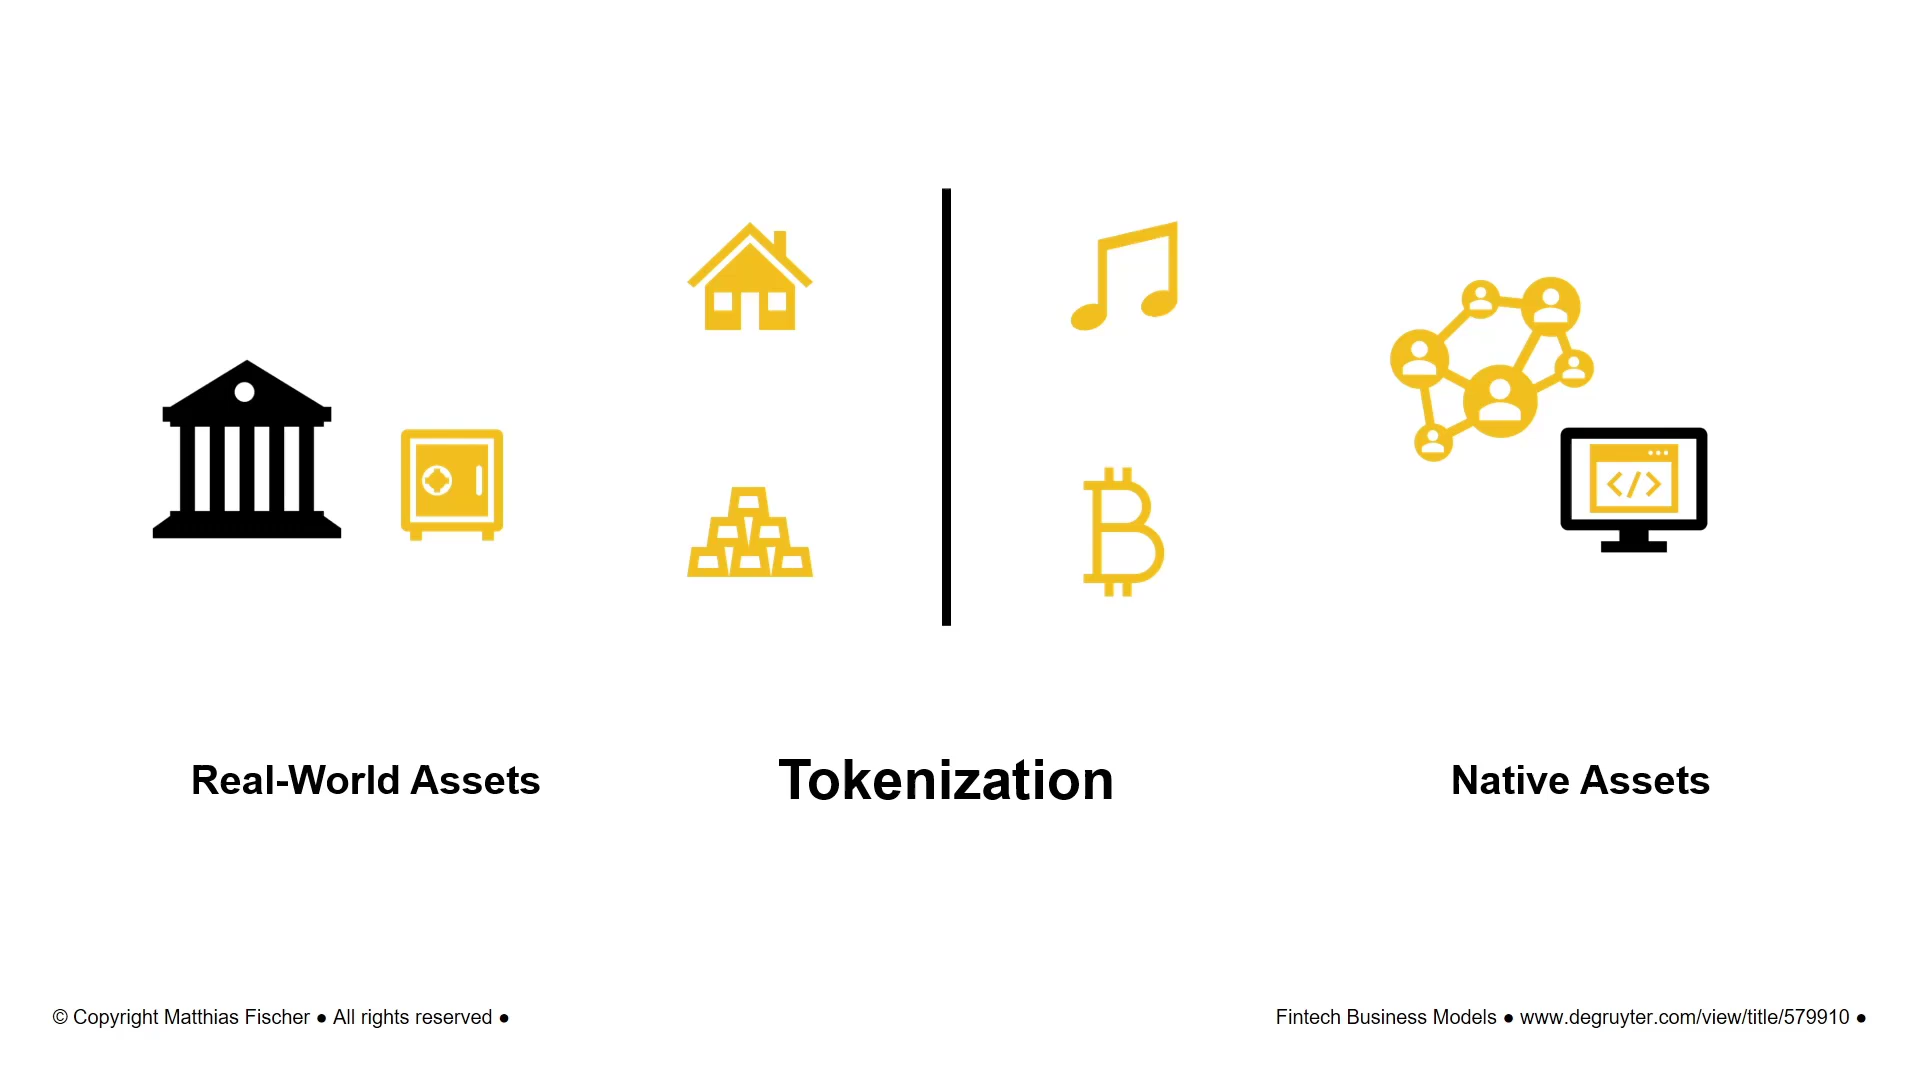 Real-World Assets
Tokenization
Native Assets
© Copyright Matthias Fischer ● All rights reserved ●
Fintech Business Models ● www.degruyter.com/view/title/579910 ●